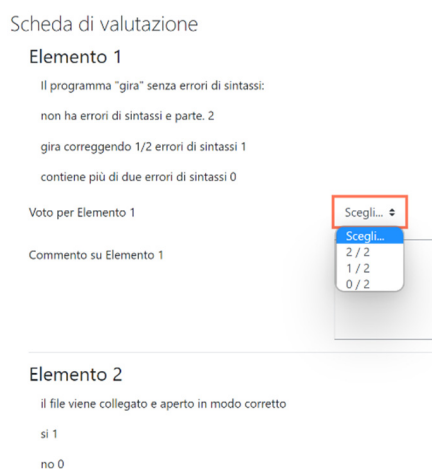 Scheda di valutazione
Elemento 1
Il programma "gira" senza errori di sintassi:
non ha errori di sintassi e parte. 2
gira correggendo 1/2 errori di sintassi 1
contiene più di due errori di sintassi 0
Voto per Elemento 1
Scegli...
Scegli...
2 / 2
1 / 2
0 / 2
Commento su Elemento 1
Elemento 2
il file viene collegato e aperto in modo corretto
si 1
no 0